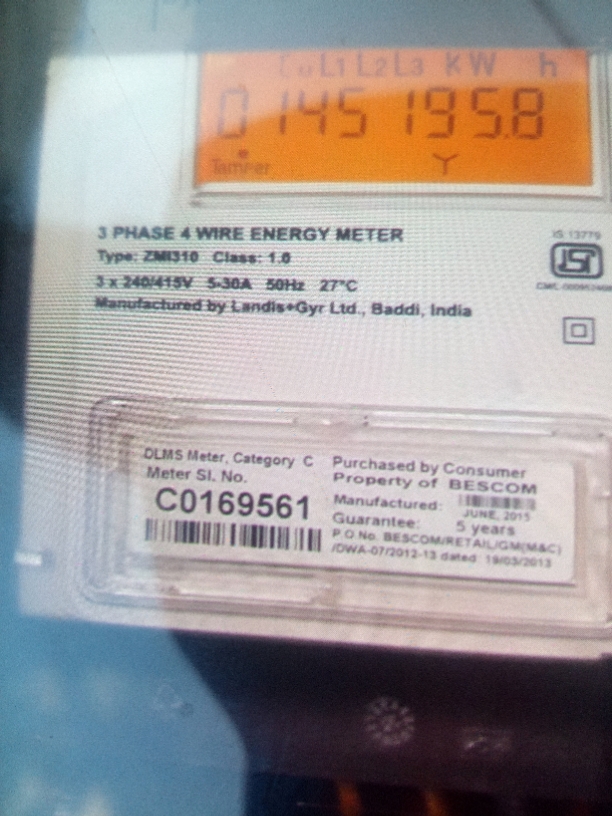 L1 L2 L3 KW h
0145195.8
Tamper
Y
3 PHASE 4 WIRE ENERGY METER
IS 13779
Type: ZMI310 Class: 1.0
3 x 240/415V 5-30A 50Hz 27°C
Manufactured by Landis+Gyr Ltd., Baddi, India
DLMS Meter, Category C
Meter Sl. No.
C0169561
Purchased by Consumer
Property of BESCOM
Manufactured:
JUNE, 2015
Guarantee: 5 years
P.O.No. BESCOM/RETAIL/GM(M&C)
/DWA-07/2012-13 dated: 19/03/2013